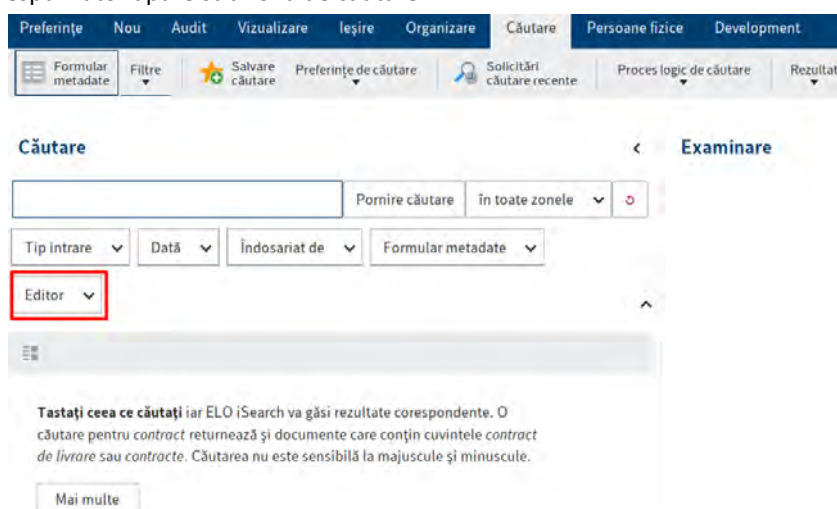 Preferințe Nou Audit Vizualizare Ieșire Organizare Căutare Persoane fizice Development
Formular metadate Filtre Salvare căutare Preferințe de căutare Solicitări căutare recente Proces logic de căutare Rezultat
Căutare Examinare
Pornire căutare în toate zonele
Tip intrare Dată Îndosariat de Formular metadate
Editor
Tastați ceea ce căutați iar ELO iSearch va găsi rezultate corespondente. O
căutare pentru contract returnează și documente care conțin cuvintele contract
de livrare sau contracte. Căutarea nu este sensibilă la majuscule și minuscule.
Mai multe